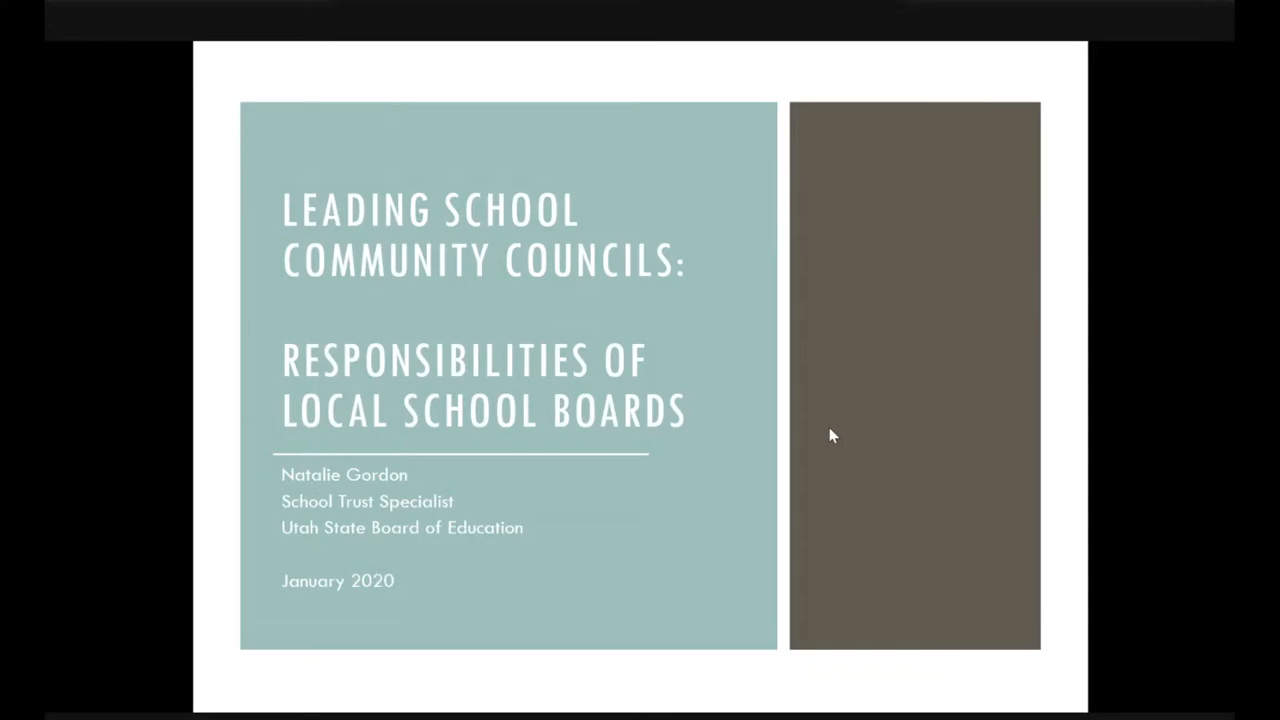 LEADING SCHOOL
COMMUNITY COUNCILS:
RESPONSIBILITIES OF
LOCAL SCHOOL BOARDS
Natalie Gordon
School Trust Specialist
Utah State Board of Education
January 2020